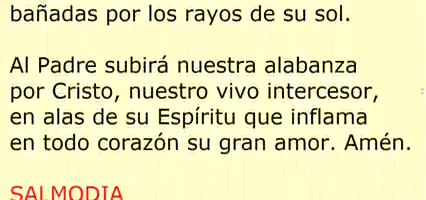 bañadas por los rayos de su sol.
Al Padre subirá nuestra alabanza
por Cristo, nuestro vivo intercesor,
en alas de su Espíritu que inflama
en todo corazón su gran amor. Amén.
SALMODIA